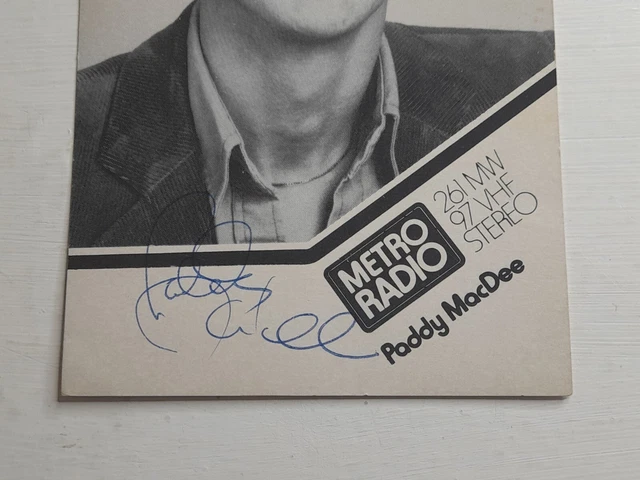 261 MW
97 VHF
STEREO
METRO
RADIO
Paddy MacDee